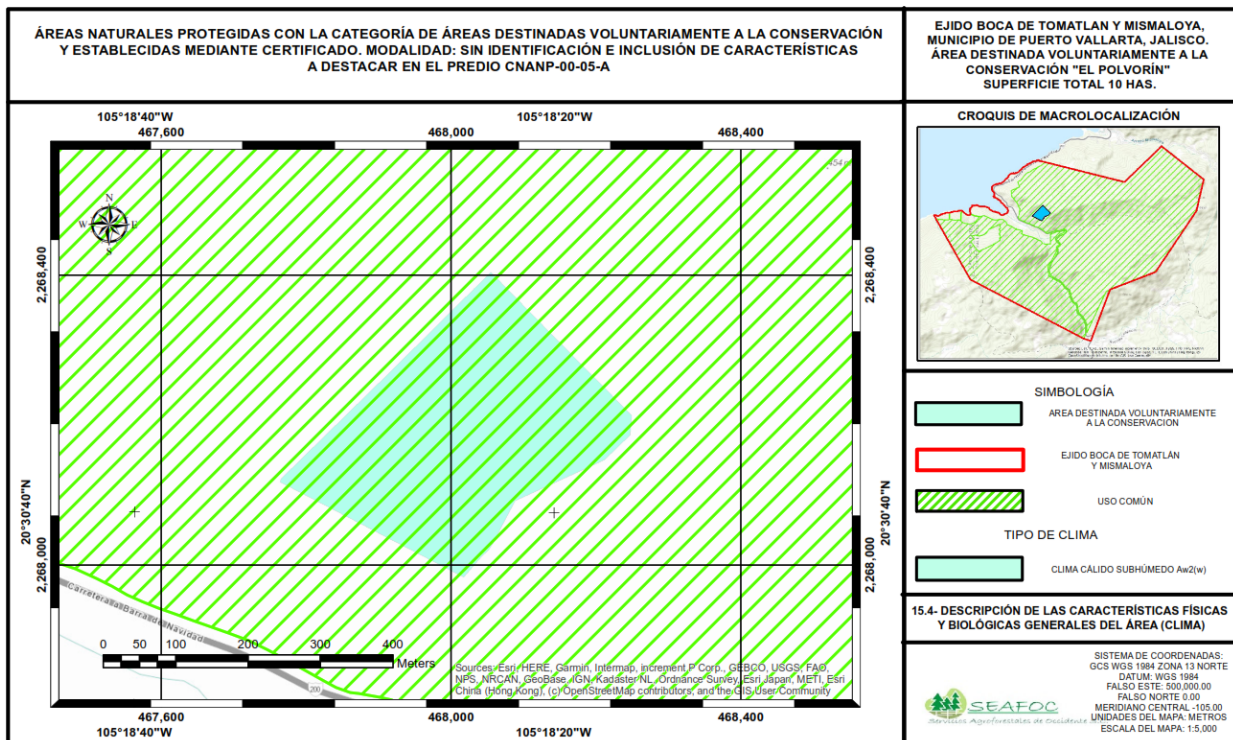 ÁREAS NATURALES PROTEGIDAS CON LA CATEGORÍA DE ÁREAS DESTINADAS VOLUNTARIAMENTE A LA CONSERVACIÓN
Y ESTABLECIDAS MEDIANTE CERTIFICADO. MODALIDAD: SIN IDENTIFICACIÓN E INCLUSIÓN DE CARACTERÍSTICAS
A DESTACAR EN EL PREDIO CNANP-00-05-A
EJIDO BOCA DE TOMATLAN Y MISMALOYA,
MUNICIPIO DE PUERTO VALLARTA, JALISCO.
ÁREA DESTINADA VOLUNTARIAMENTE A LA
CONSERVACIÓN "EL POLVORÍN"
SUPERFICIE TOTAL 10 HAS.
CROQUIS DE MACROLOCALIZACIÓN
105°18'40"W 105°18'20"W
467,600 468,000 468,400
454
N
W E
S
2,268,400 2,268,400
20°30'40"N 20°30'40"N
2,268,000 2,268,000
Carretera a Barra de Navidad
200
0 50 100 200 300 400
Meters
Sources: Esri, HERE, Garmin, Intermap, increment P Corp., GEBCO, USGS, FAO,
NPS, NRCAN, GeoBase, IGN, Kadaster NL, Ordnance Survey, Esri Japan, METI, Esri
China (Hong Kong), (c) OpenStreetMap contributors, and the GIS User Community
467,600 468,000 468,400
105°18'40"W 105°18'20"W
SIMBOLOGÍA
AREA DESTINADA VOLUNTARIAMENTE
A LA CONSERVACION
EJIDO BOCA DE TOMATLÁN
Y MISMALOYA
USO COMÚN
TIPO DE CLIMA
CLIMA CÁLIDO SUBHÚMEDO Aw2(w)
15.4- DESCRIPCIÓN DE LAS CARACTERÍSTICAS FÍSICAS
Y BIOLÓGICAS GENERALES DEL ÁREA (CLIMA)
SISTEMA DE COORDENADAS:
GCS WGS 1984 ZONA 13 NORTE
DATUM: WGS 1984
FALSO ESTE: 500,000.00
FALSO NORTE 0.00
MERIDIANO CENTRAL -105.00
UNIDADES DEL MAPA: METROS
ESCALA DEL MAPA: 1:5,000
SEAFOC
Servicios Agroforestales de Occidente